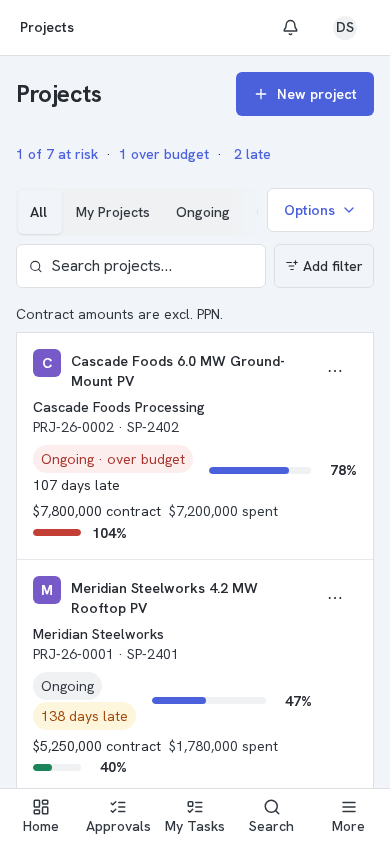 Projects
DS
Projects
New project
1 of 7 at risk · 1 over budget · 2 late
All My Projects Ongoing
Options
Search projects...
Add filter
Contract amounts are excl. PPN.
C
Cascade Foods 6.0 MW Ground-
Mount PV
...
Cascade Foods Processing
PRJ-26-0002 · SP-2402
Ongoing · over budget
78%
107 days late
$7,800,000 contract $7,200,000 spent
104%
M
Meridian Steelworks 4.2 MW
Rooftop PV
...
Meridian Steelworks
PRJ-26-0001 · SP-2401
Ongoing
138 days late
47%
$5,250,000 contract $1,780,000 spent
40%
Home Approvals My Tasks Search More